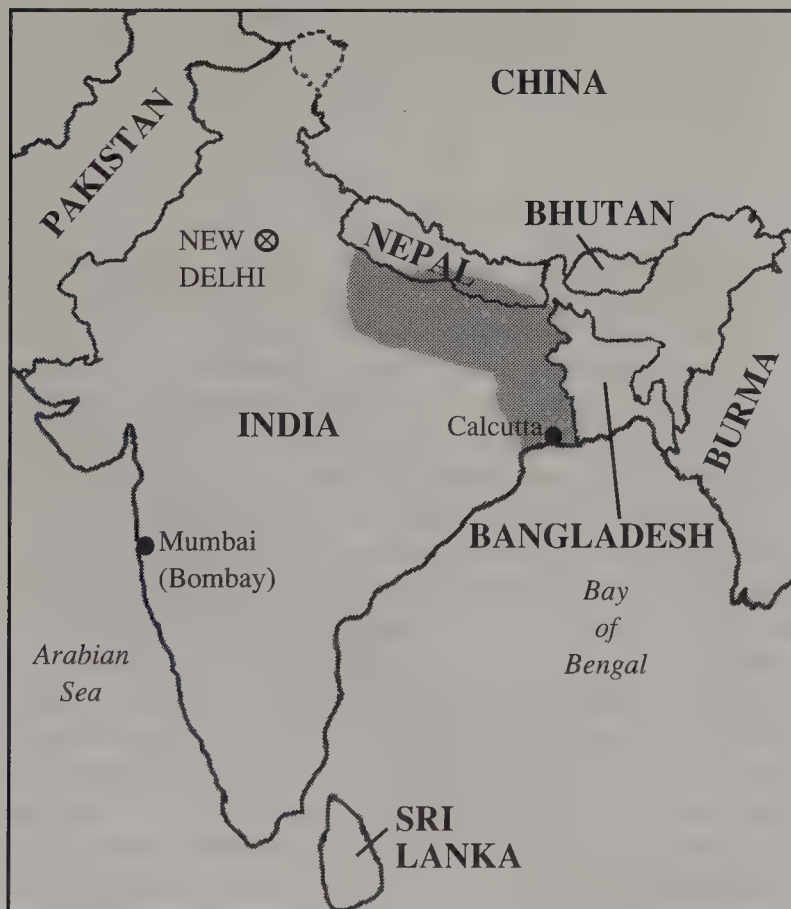 CHINA
PAKISTAN
BHUTAN
NEW
DELHI
NEPAL
INDIA
Calcutta
BURMA
BANGLADESH
Mumbai
(Bombay)
Bay
of
Bengal
Arabian
Sea
SRI
LANKA